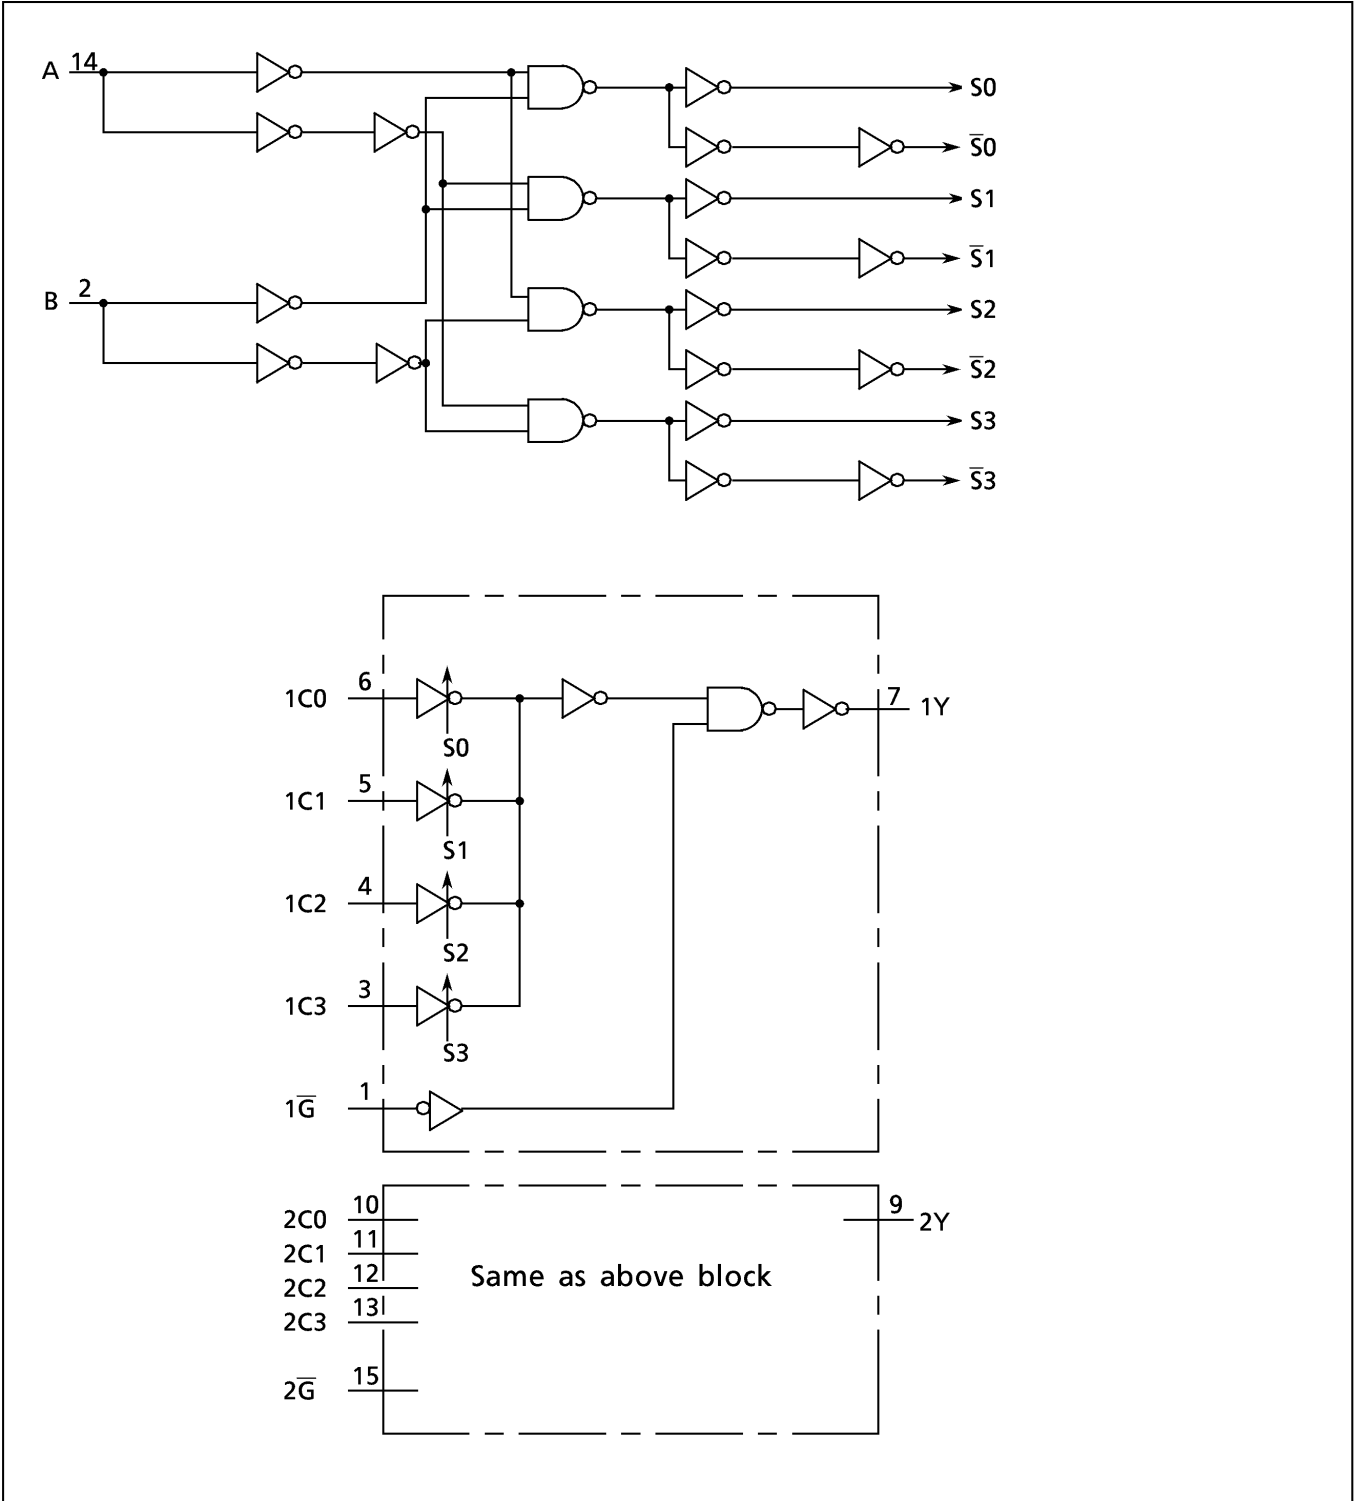 A 14
S0
S̅0
S1
S̅1
B 2
S2
S̅2
S3
S̅3
1C0 6
S0
7 1Y
1C1 5
S1
1C2 4
S2
1C3 3
S3
1G̅ 1
2C0 10
9 2Y
2C1 11
Same as above block
2C2 12
2C3 13
2G̅ 15